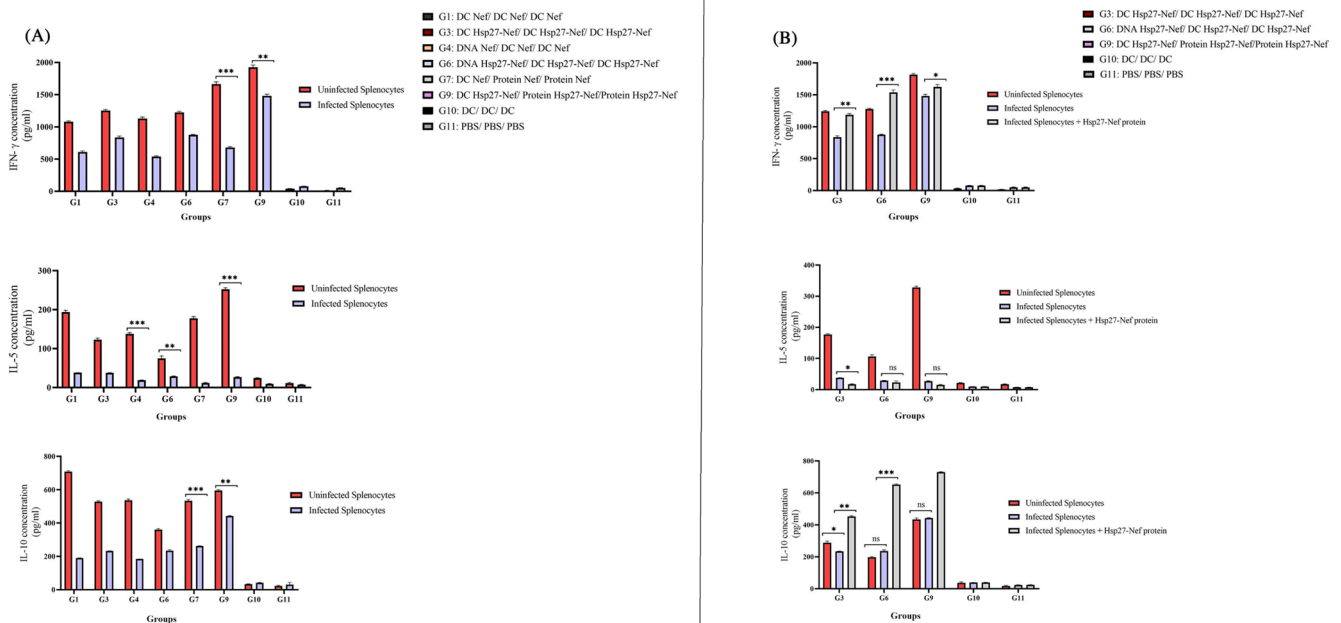 (A)
G1: DC Nef/ DC Nef/ DC Nef
G3: DC Hsp27-Nef/ DC Hsp27-Nef/ DC Hsp27-Nef
G4: DNA Nef/ DC Nef/ DC Nef
G6: DNA Hsp27-Nef/ DC Hsp27-Nef/ DC Hsp27-Nef
G7: DC Nef/ Protein Nef/ Protein Nef
G9: DC Hsp27-Nef/ Protein Hsp27-Nef/Protein Hsp27-Nef
G10: DC/ DC/ DC
G11: PBS/ PBS/ PBS
IFN- γ concentration
(pg/ml)
2000
1500
1000
500
0
*** **
Uninfected Splenocytes
Infected Splenocytes
G1 G3 G4 G6 G7 G9 G10 G11
Groups
IL-5 concentration
(pg/ml)
300
200
100
0
*** ** ***
Uninfected Splenocytes
Infected Splenocytes
G1 G3 G4 G6 G7 G9 G10 G11
Groups
IL-10 concentration
(pg/ml)
800
600
400
200
0
*** **
Uninfected Splenocytes
Infected Splenocytes
G1 G3 G4 G6 G7 G9 G10 G11
Groups
(B)
G3: DC Hsp27-Nef/ DC Hsp27-Nef/ DC Hsp27-Nef
G6: DNA Hsp27-Nef/ DC Hsp27-Nef/ DC Hsp27-Nef
G9: DC Hsp27-Nef/ Protein Hsp27-Nef/Protein Hsp27-Nef
G10: DC/ DC/ DC
G11: PBS/ PBS/ PBS
IFN- γ concentration
(pg/ml)
2000
1500
1000
500
0
** *** *
Uninfected Splenocytes
Infected Splenocytes
Infected Splenocytes + Hsp27-Nef protein
G3 G6 G9 G10 G11
Groups
IL-5 concentration
(pg/ml)
400
300
200
100
0
* ns ns
Uninfected Splenocytes
Infected Splenocytes
Infected Splenocytes + Hsp27-Nef protein
G3 G6 G9 G10 G11
Groups
IL-10 concentration
(pg/ml)
800
600
400
200
0
* ** ns *** ns
Uninfected Splenocytes
Infected Splenocytes
Infected Splenocytes + Hsp27-Nef protein
G3 G6 G9 G10 G11
Groups